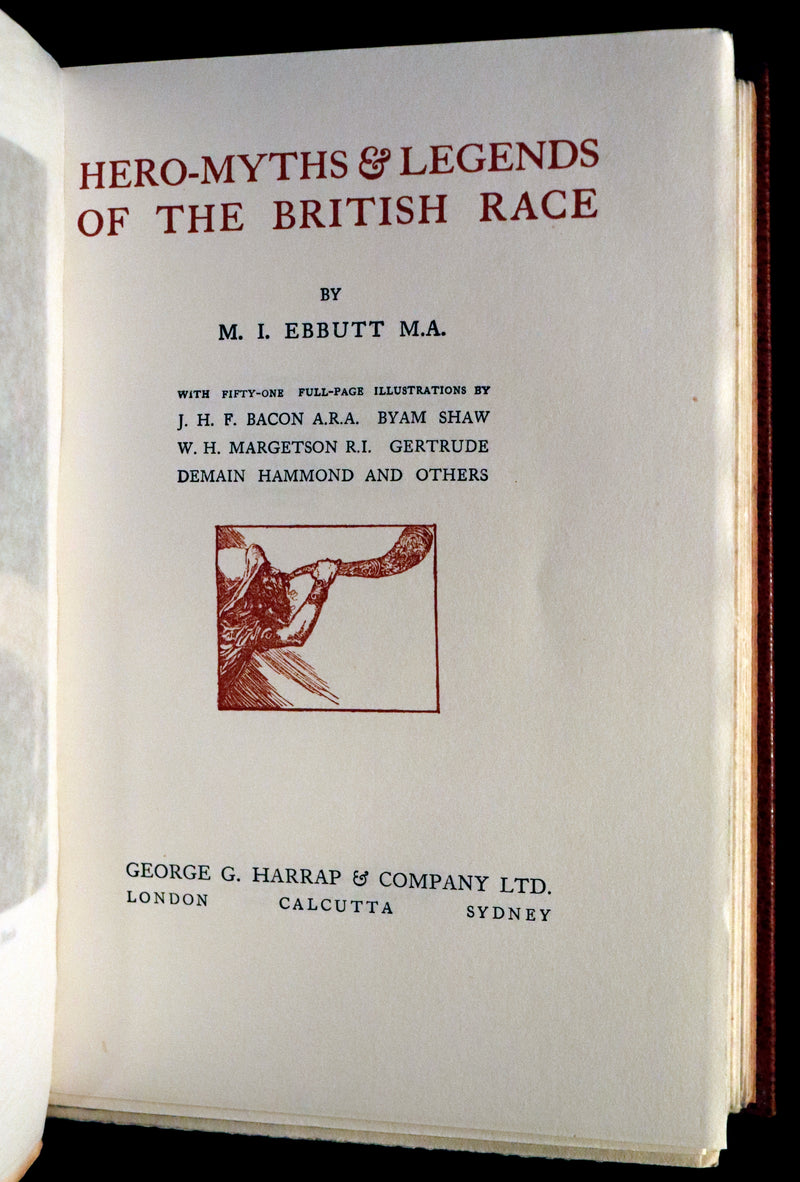 HERO-MYTHS & LEGENDS
OF THE BRITISH RACE
BY
M. I. EBBUTT M.A.
WITH FIFTY-ONE FULL-PAGE ILLUSTRATIONS BY
J. H. F. BACON A.R.A. BYAM SHAW
W. H. MARGETSON R.I. GERTRUDE
DEMAIN HAMMOND AND OTHERS
GEORGE G. HARRAP & COMPANY LTD.
LONDON CALCUTTA SYDNEY